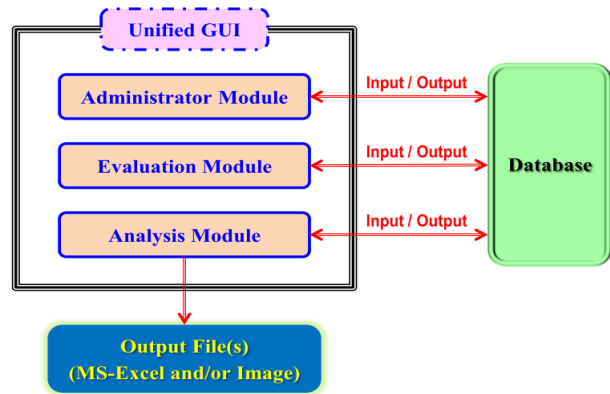 Unified GUI
Administrator Module
Input / Output
Evaluation Module
Input / Output
Database
Analysis Module
Input / Output
Output File(s)
(MS-Excel and/or Image)